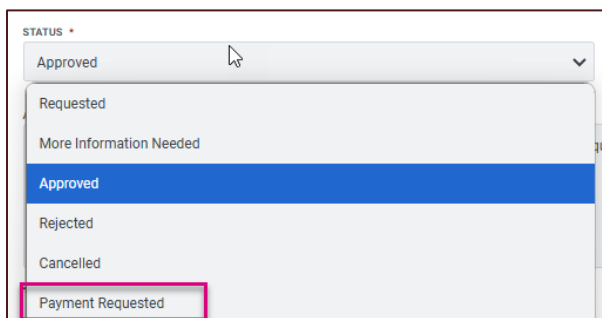 STATUS *
Approved
Requested
More Information Needed
Approved
Rejected
Cancelled
Payment Requested